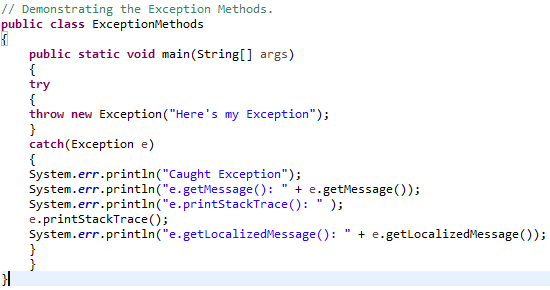 // Demonstrating the Exception Methods.
public class ExceptionMethods
{
    public static void main(String[] args)
    {
    try
    {
    throw new Exception("Here's my Exception");
    }
    catch(Exception e)
    {
    System.err.println("Caught Exception");
    System.err.println("e.getMessage(): " + e.getMessage());
    System.err.println("e.printStackTrace(): " );
    e.printStackTrace();
    System.err.println("e.getLocalizedMessage(): " + e.getLocalizedMessage());
    }
    }
}